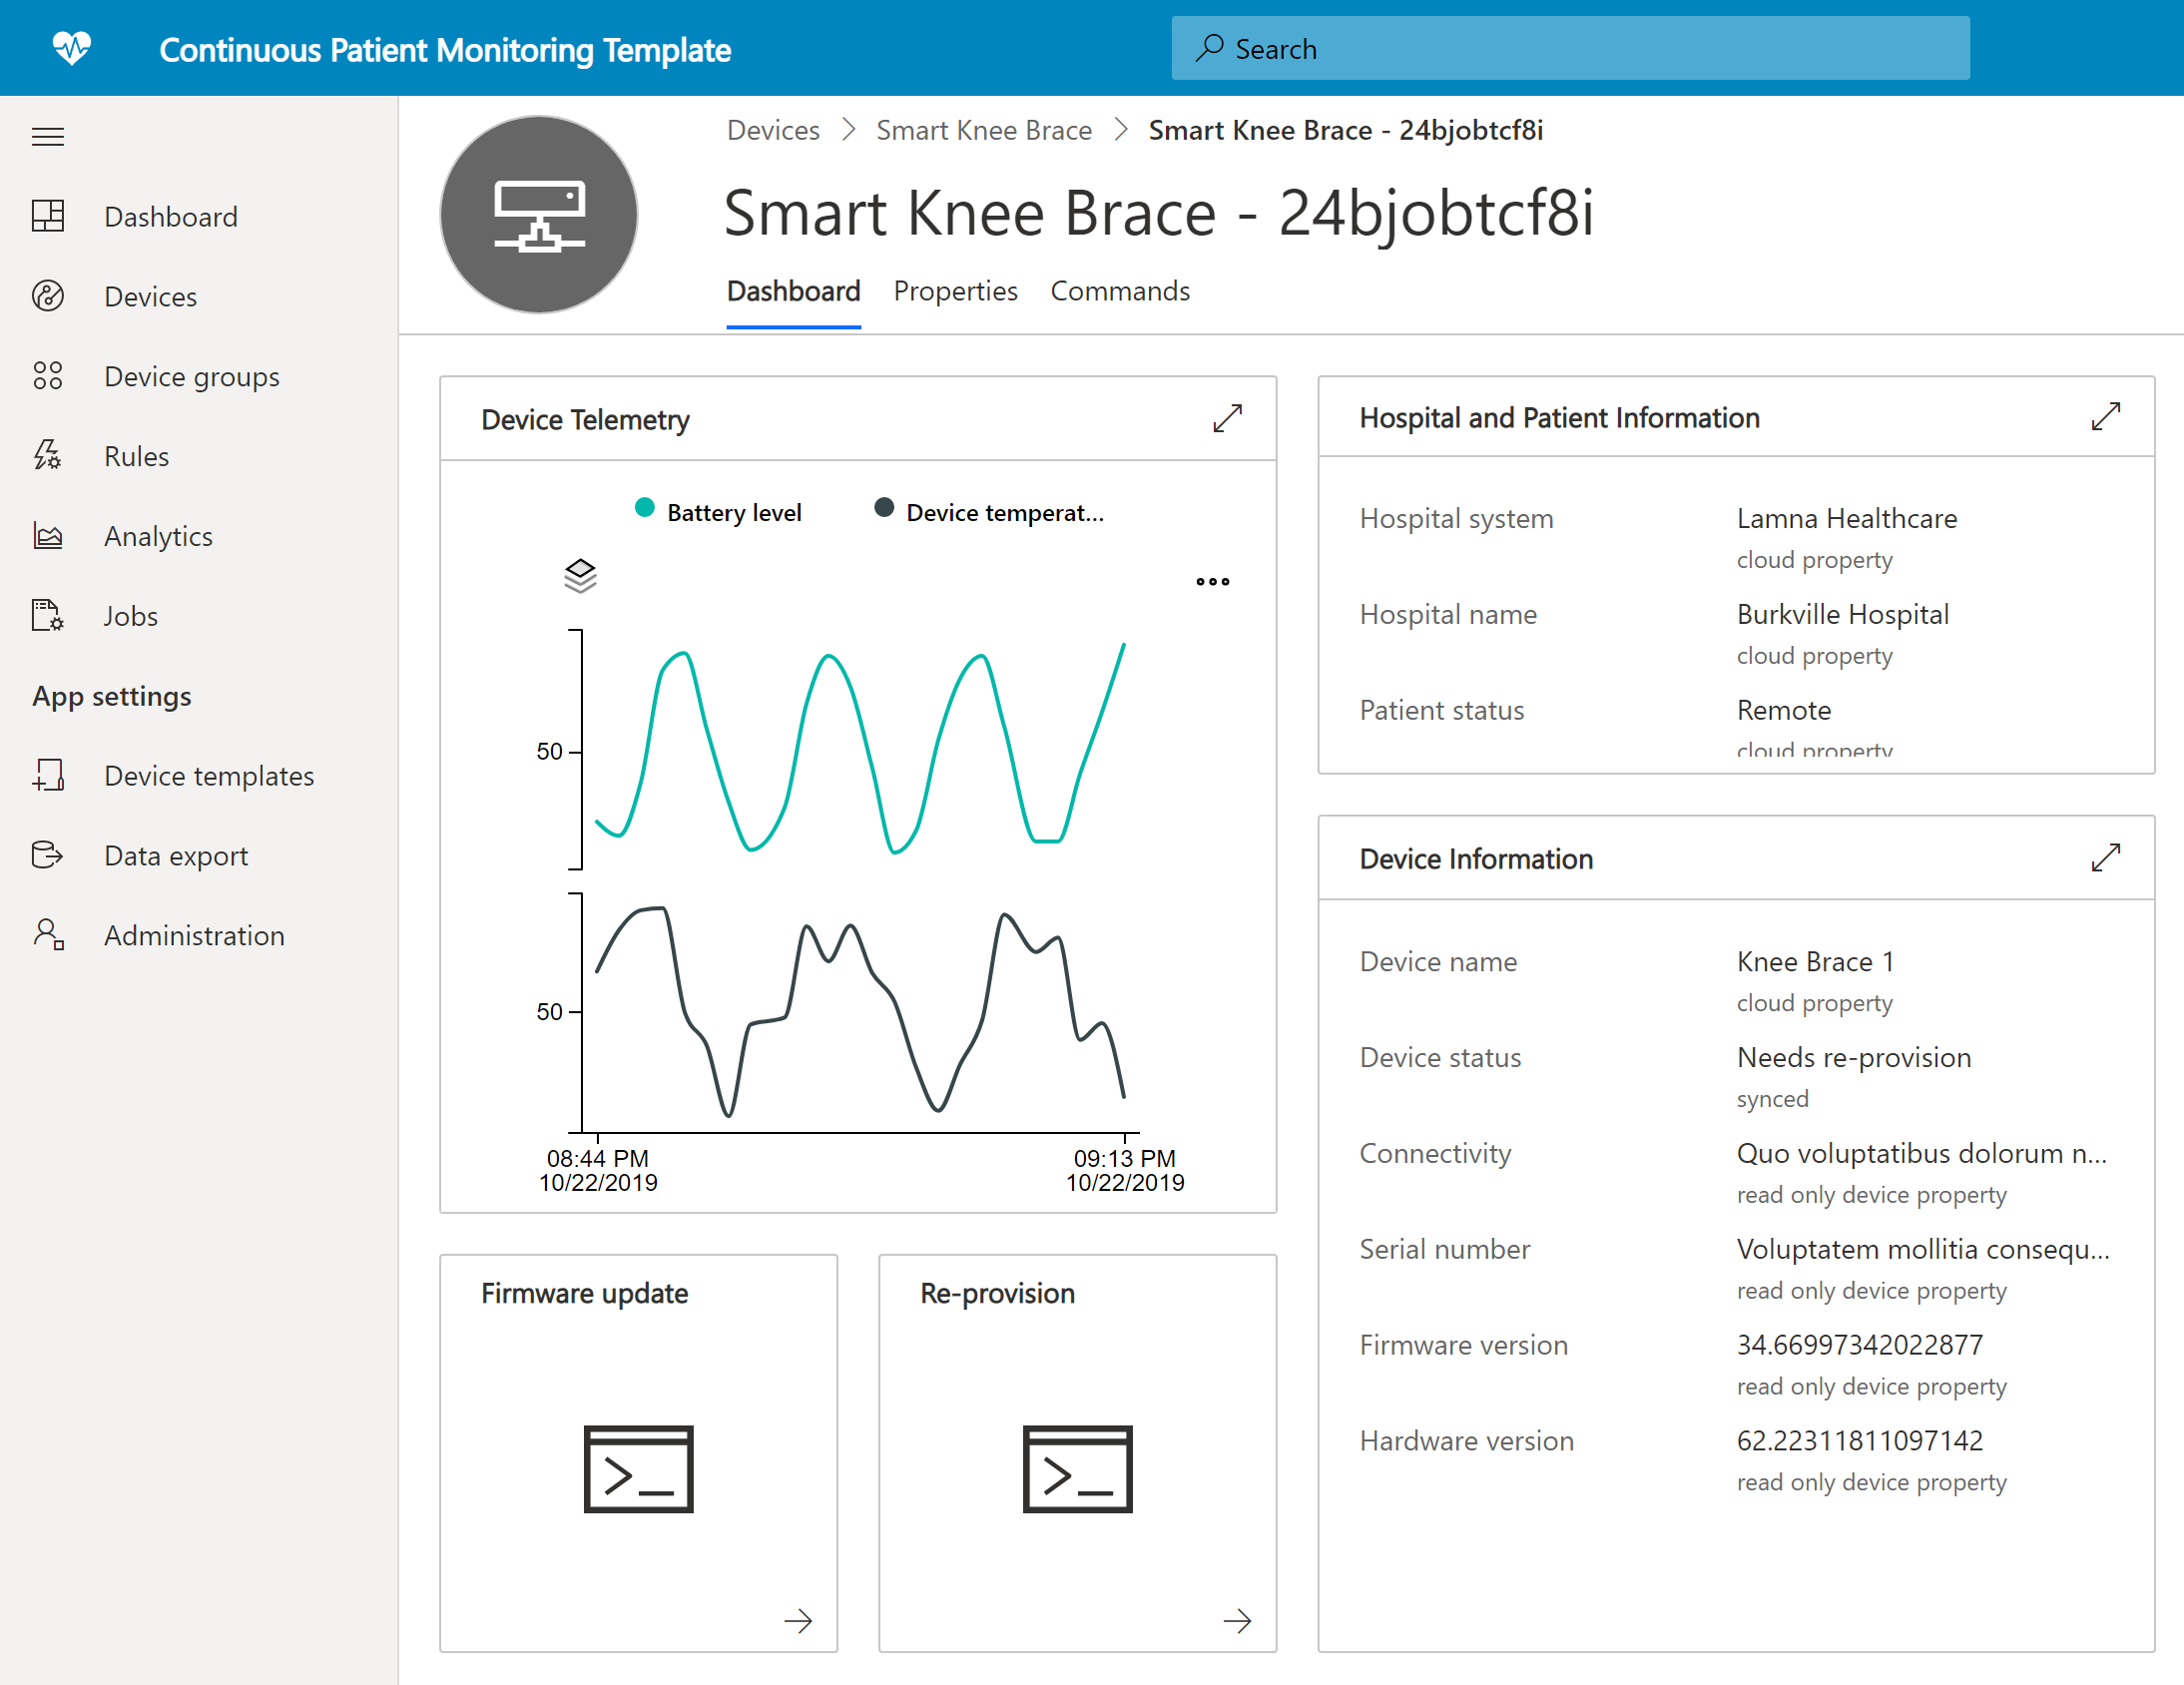 Continuous Patient Monitoring Template
Search
Dashboard
Devices
Device groups
Rules
Analytics
Jobs
App settings
Device templates
Data export
Administration
Devices > Smart Knee Brace > Smart Knee Brace - 24bjobtcf8i
Smart Knee Brace - 24bjobtcf8i
Dashboard Properties Commands
Device Telemetry
Battery level Device temperat...
50
50
08:44 PM 09:13 PM
10/22/2019 10/22/2019
Firmware update
Re-provision
Hospital and Patient Information
Hospital system Lamna Healthcare
cloud property
Hospital name Burkville Hospital
cloud property
Patient status Remote
cloud property
Device Information
Device name Knee Brace 1
cloud property
Device status Needs re-provision
synced
Connectivity Quo voluptatibus dolorum n...
read only device property
Serial number Voluptatem mollitia consequ...
read only device property
Firmware version 34.66997342022877
read only device property
Hardware version 62.22311811097142
read only device property